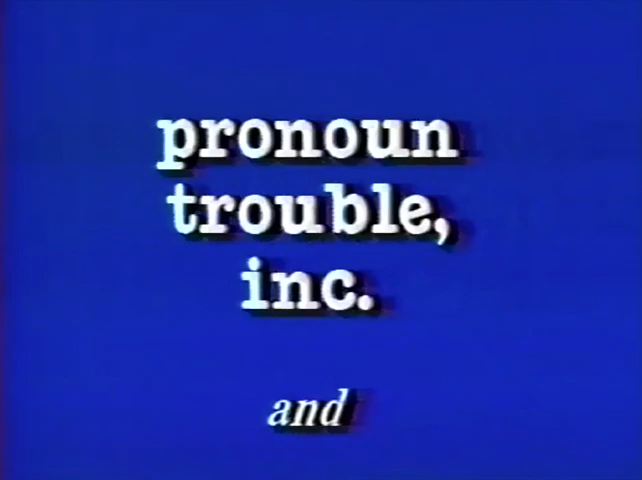 pronoun
trouble,
inc.
and